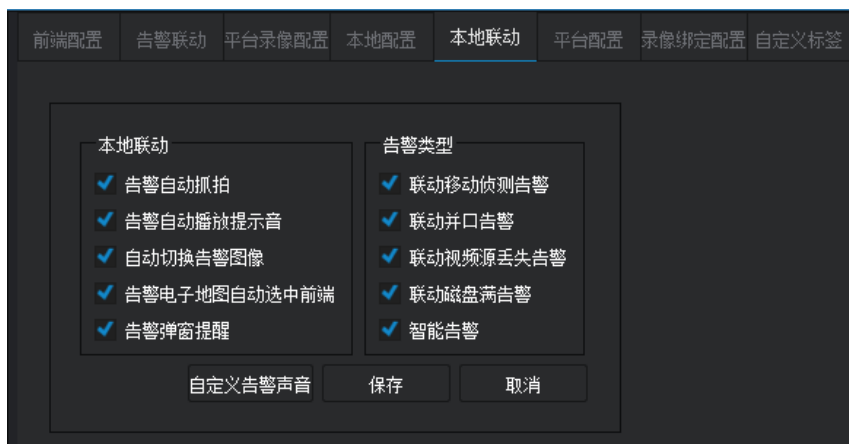 前端配置 告警联动 平台录像配置 本地配置 本地联动 平台配置 录像绑定配置 自定义标签
本地联动
告警自动抓拍
告警自动播放提示音
自动切换告警图像
告警电子地图自动选中前端
告警弹窗提醒
告警类型
联动移动侦测告警
联动并口告警
联动视频源丢失告警
联动磁盘满告警
智能告警
自定义告警声音 保存 取消